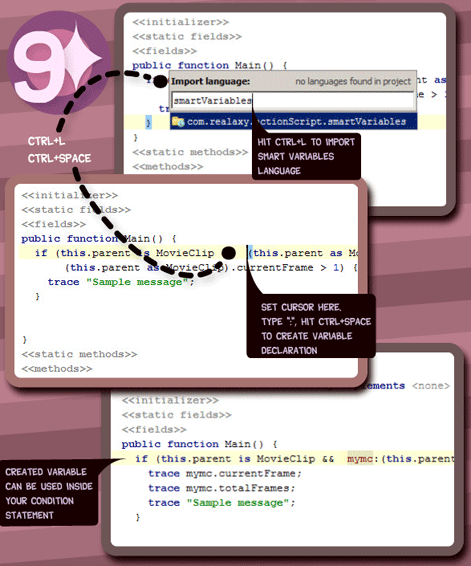 9
<<initializer>>
<<static fields>>
<<fields>>
public function Main() {
Import language: no languages found in project
smartVariables
com.realaxy.ActionScript.smartVariables
}
}
<<static methods>>
<<methods>>
CTRL+L
CTRL+SPACE
HIT CTRL+L TO IMPORT
SMART VARIABLES
LANGUAGE
<<initializer>>
<<static fields>>
<<fields>>
public function Main() {
if (this.parent is MovieClip (this.parent as Mo
(this.parent as MovieClip).currentFrame > 1) {
trace "Sample message";
}
}
<<static methods>>
<<methods>>
SET CURSOR HERE.
TYPE ":", HIT CTRL+SPACE
TO CREATE VARIABLE
DECLARATION
ements <none>
<<initializer>>
<<static fields>>
<<fields>>
public function Main() {
if (this.parent is MovieClip && mymc:(this.parent
trace mymc.currentFrame;
trace mymc.totalFrames;
trace "Sample message";
}
CREATED VARIABLE
CAN BE USED INSIDE
YOUR CONDITION
STATEMENT